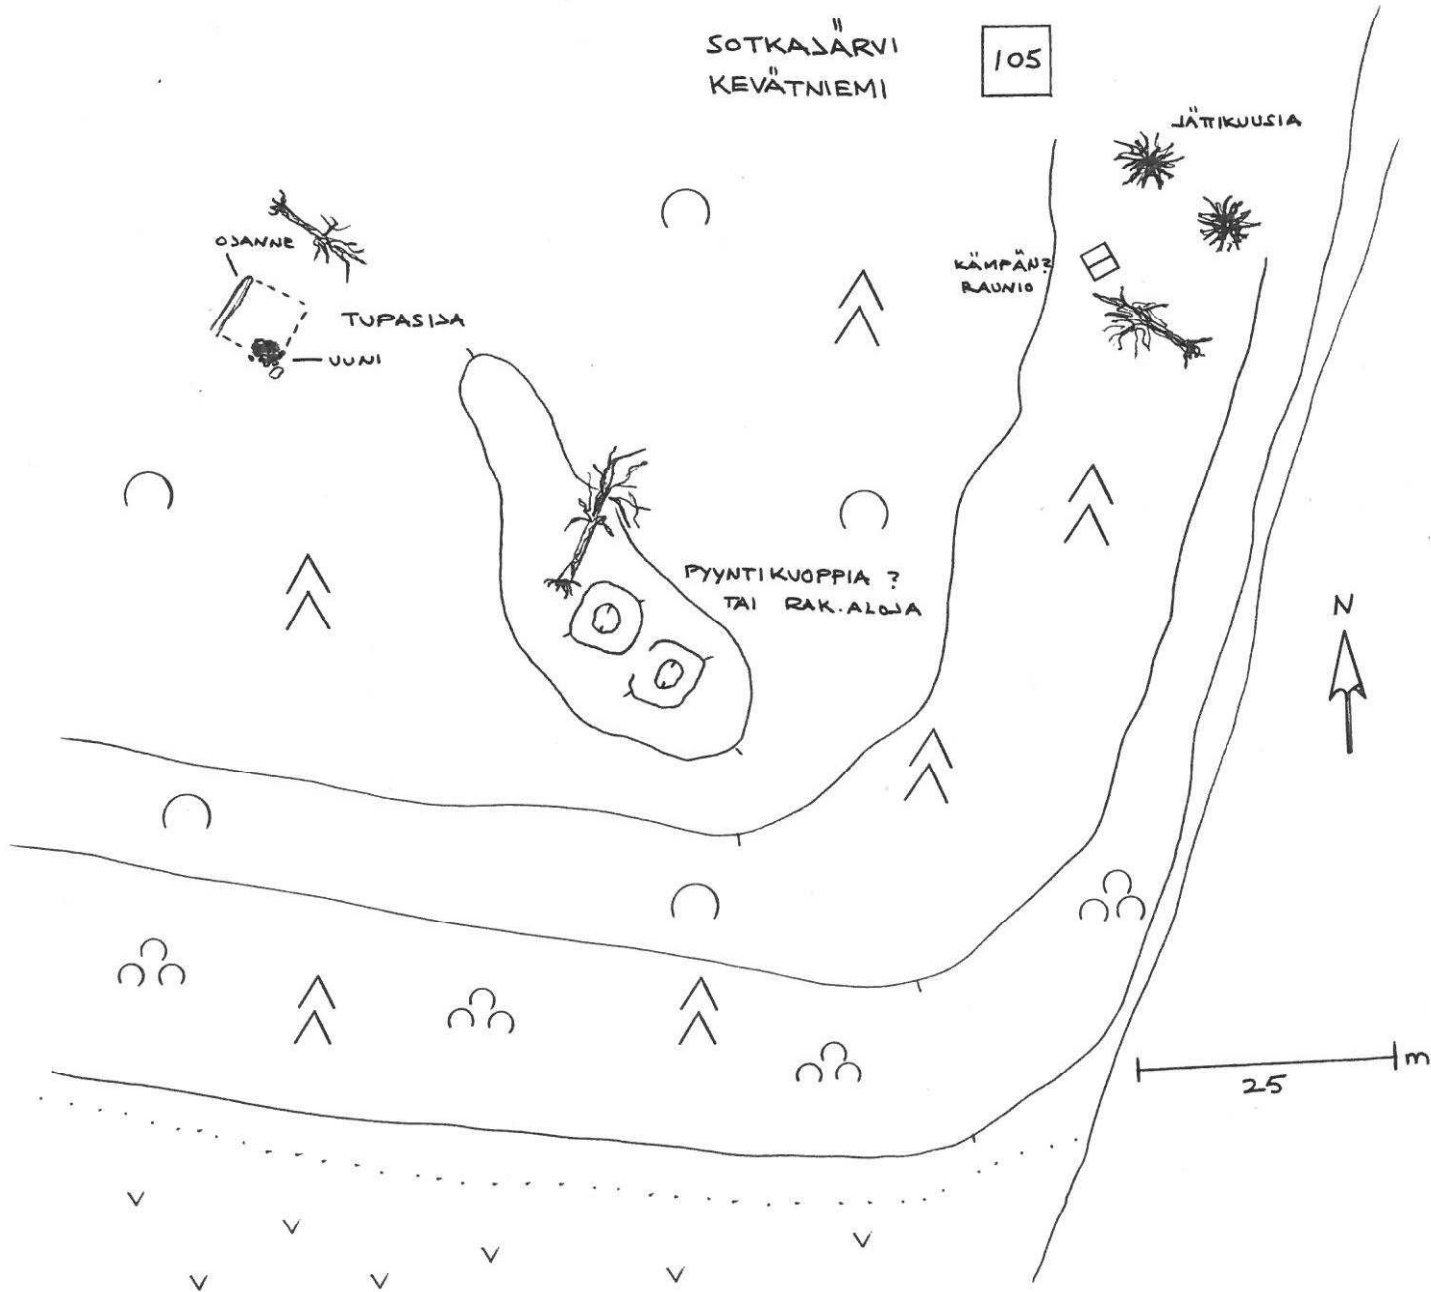 SOTKAJÄRVI
KEVÄTNIEMI
105
JÄTTIKUUSIA
OJANNE
KÄMPÄN?
RAUNIO
TUPASIJA
UUNI
PYYNTIKUOPPIA ?
TAI RAK.ALOJA
N
m
25